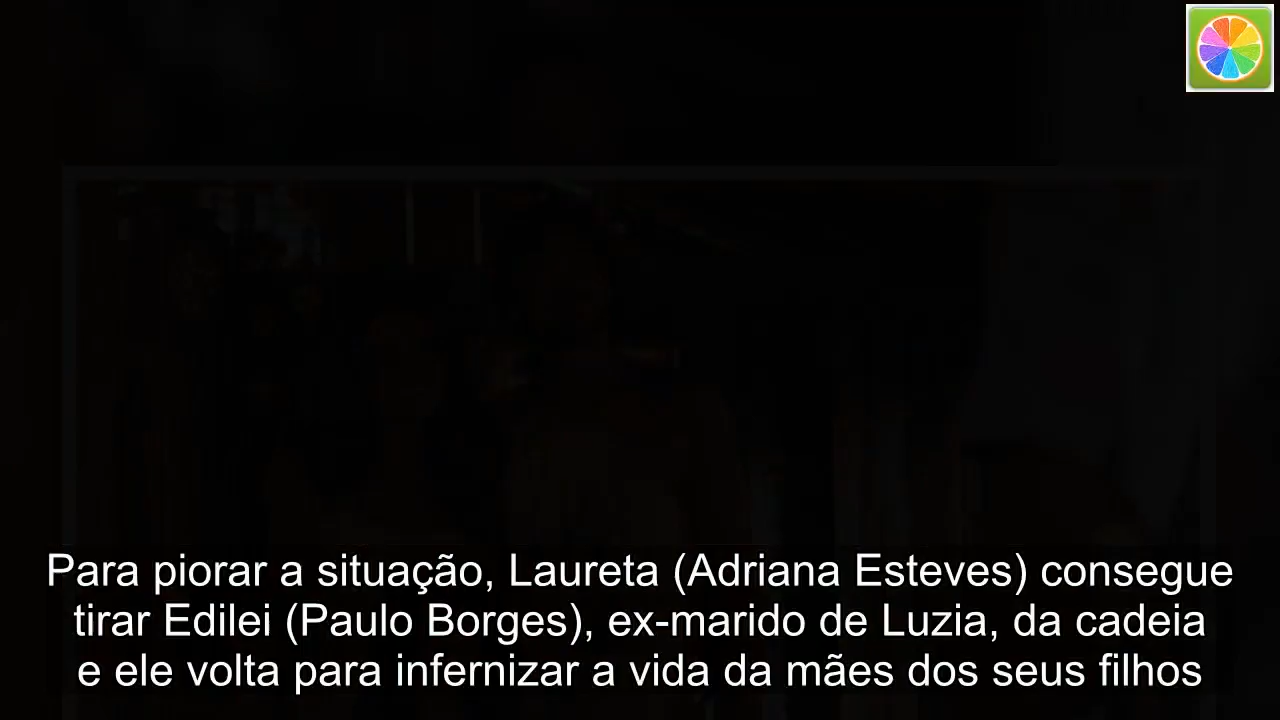 Para piorar a situação, Laureta (Adriana Esteves) consegue
tirar Edilei (Paulo Borges), ex-marido de Luzia, da cadeia
e ele volta para infernizar a vida da mães dos seus filhos